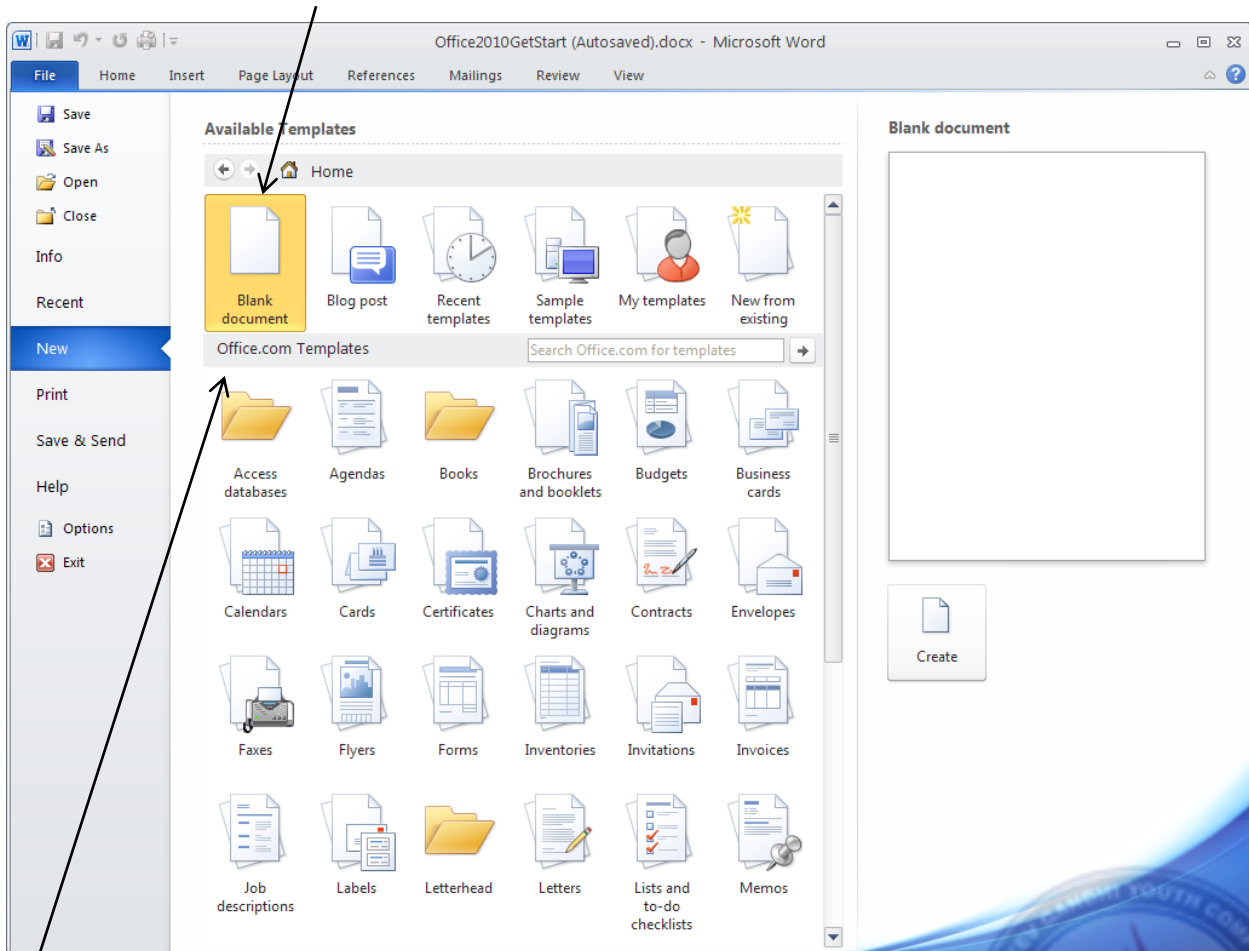 Office2010GetStart (Autosaved).docx - Microsoft Word
File Home Insert Page Layout References Mailings Review View
Save
Save As
Open
Close
Info
Recent
New
Print
Save & Send
Help
Options
Exit
Available Templates
Home
Blank document
Blog post
Recent templates
Sample templates
My templates
New from existing
Office.com Templates
Search Office.com for templates
Access databases
Agendas
Books
Brochures and booklets
Budgets
Business cards
Calendars
Cards
Certificates
Charts and diagrams
Contracts
Envelopes
Faxes
Flyers
Forms
Inventories
Invitations
Invoices
Job descriptions
Labels
Letterhead
Letters
Lists and to-do checklists
Memos
Blank document
Create
YOUTH